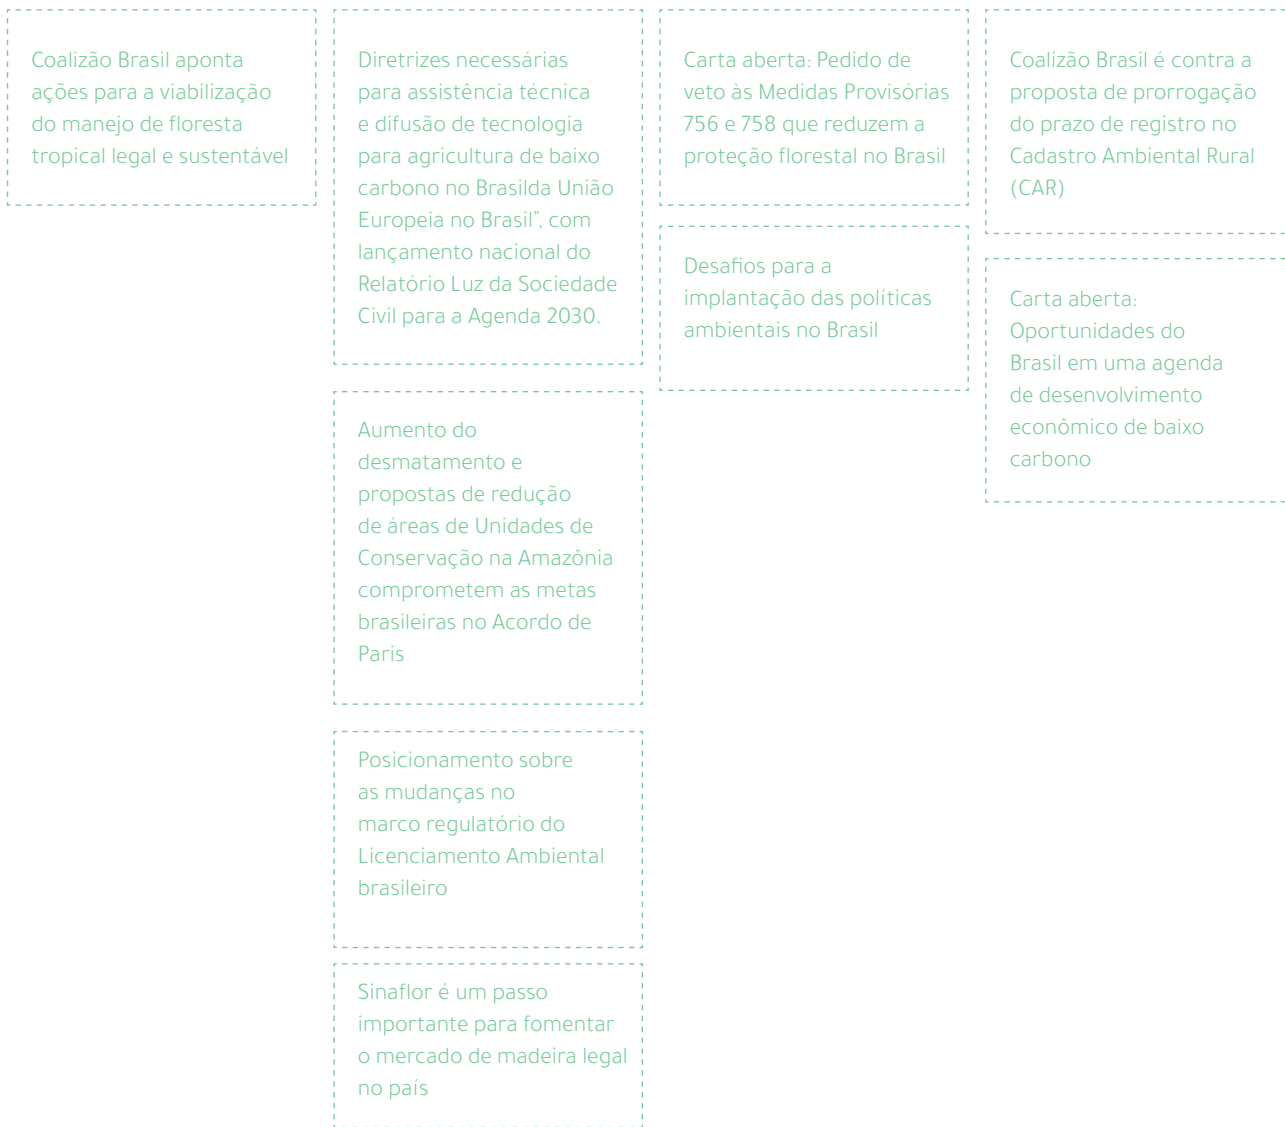 Coalizão Brasil aponta
ações para a viabilização
do manejo de floresta
tropical legal e sustentável
Diretrizes necessárias
para assistência técnica
e difusão de tecnologia
para agricultura de baixo
carbono no Brasilda União
Europeia no Brasil”, com
lançamento nacional do
Relatório Luz da Sociedade
Civil para a Agenda 2030.
Aumento do
desmatamento e
propostas de redução
de áreas de Unidades de
Conservação na Amazônia
comprometem as metas
brasileiras no Acordo de
Paris
Posicionamento sobre
as mudanças no
marco regulatório do
Licenciamento Ambiental
brasileiro
Sinaflor é um passo
importante para fomentar
o mercado de madeira legal
no país
Carta aberta: Pedido de
veto às Medidas Provisórias
756 e 758 que reduzem a
proteção florestal no Brasil
Desafios para a
implantação das políticas
ambientais no Brasil
Coalizão Brasil é contra a
proposta de prorrogação
do prazo de registro no
Cadastro Ambiental Rural
(CAR)
Carta aberta:
Oportunidades do
Brasil em uma agenda
de desenvolvimento
econômico de baixo
carbono